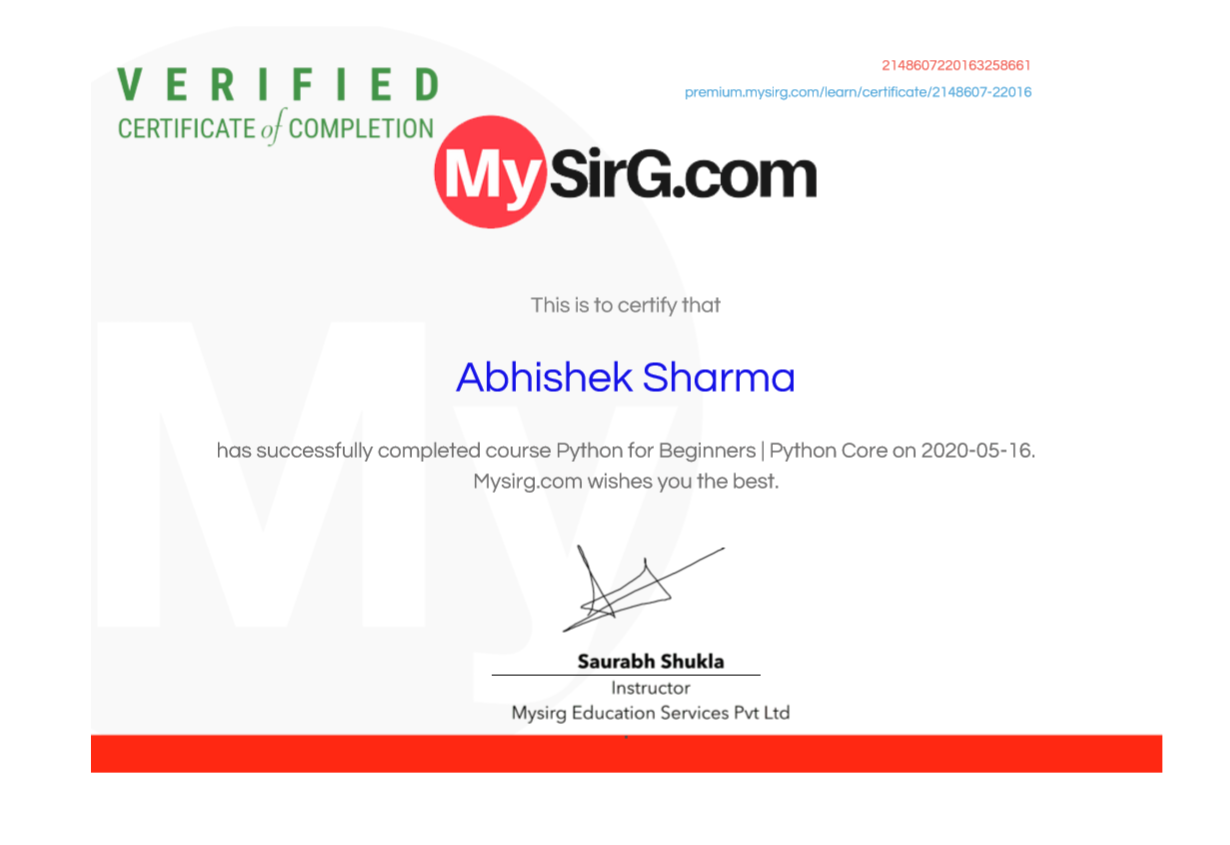 VERIFIED
CERTIFICATE of COMPLETION
2148607220163258661
premium.mysirg.com/learn/certificate/2148607-22016
MySirG.com
This is to certify that
Abhishek Sharma
has successfully completed course Python for Beginners | Python Core on 2020-05-16.
Mysirg.com wishes you the best.
Saurabh Shukla
Instructor
Mysirg Education Services Pvt Ltd
My